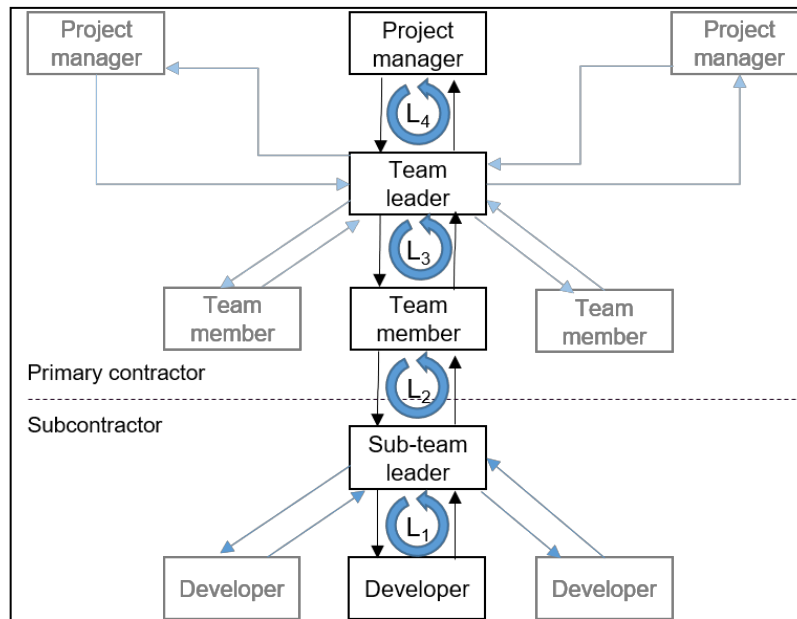 Project
manager
Project
manager
Project
manager
L4
Team
leader
L3
Team
member
Team
member
Team
member
Primary contractor
L2
Subcontractor
Sub-team
leader
L1
Developer
Developer
Developer